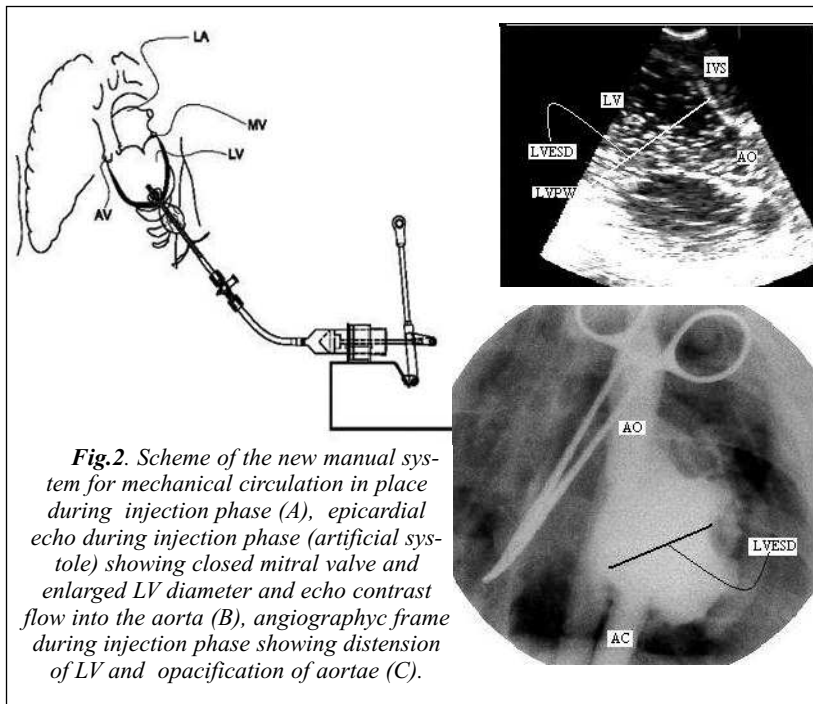 LA
MV
LV
AV
IVS
LV
LVESD
AO
LVPW
AO
LVESD
AC
Fig.2. Scheme of the new manual sys-
tem for mechanical circulation in place
during injection phase (A), epicardial
echo during injection phase (artificial sys-
tole) showing closed mitral valve and
enlarged LV diameter and echo contrast
flow into the aorta (B), angiographyc frame
during injection phase showing distension
of LV and opacification of aortae (C).